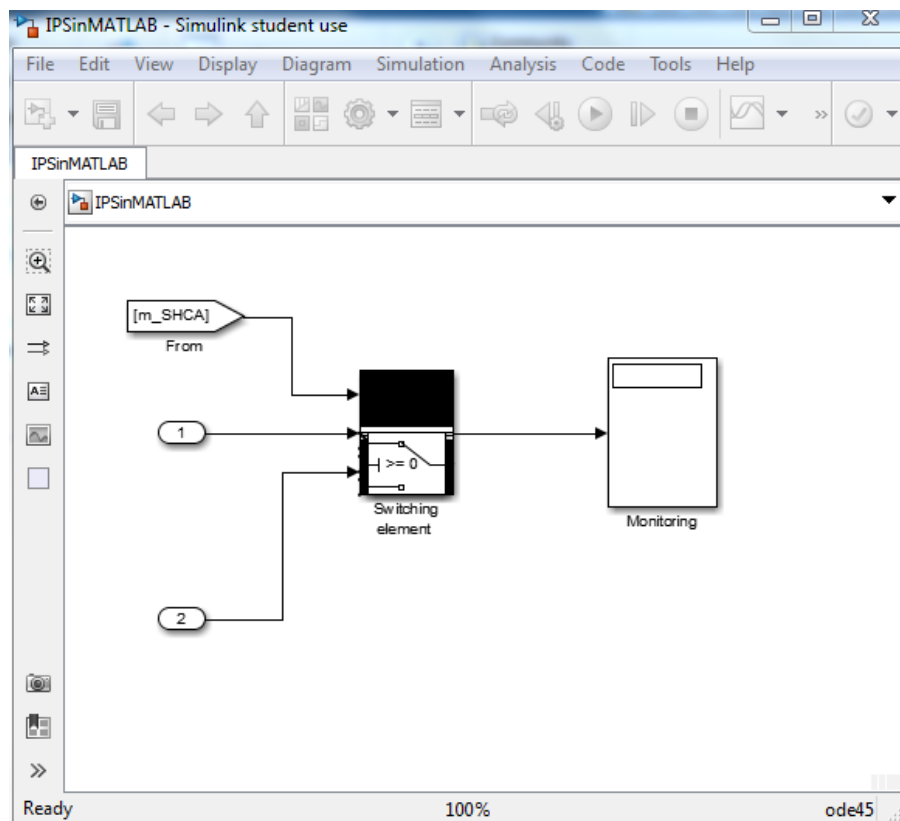 IPSinMATLAB - Simulink student use
File Edit View Display Diagram Simulation Analysis Code Tools Help
IPSinMATLAB
IPSinMATLAB
[m_SHCA]
From
1
>= 0
Switching
element
Monitoring
2
Ready 100% ode45